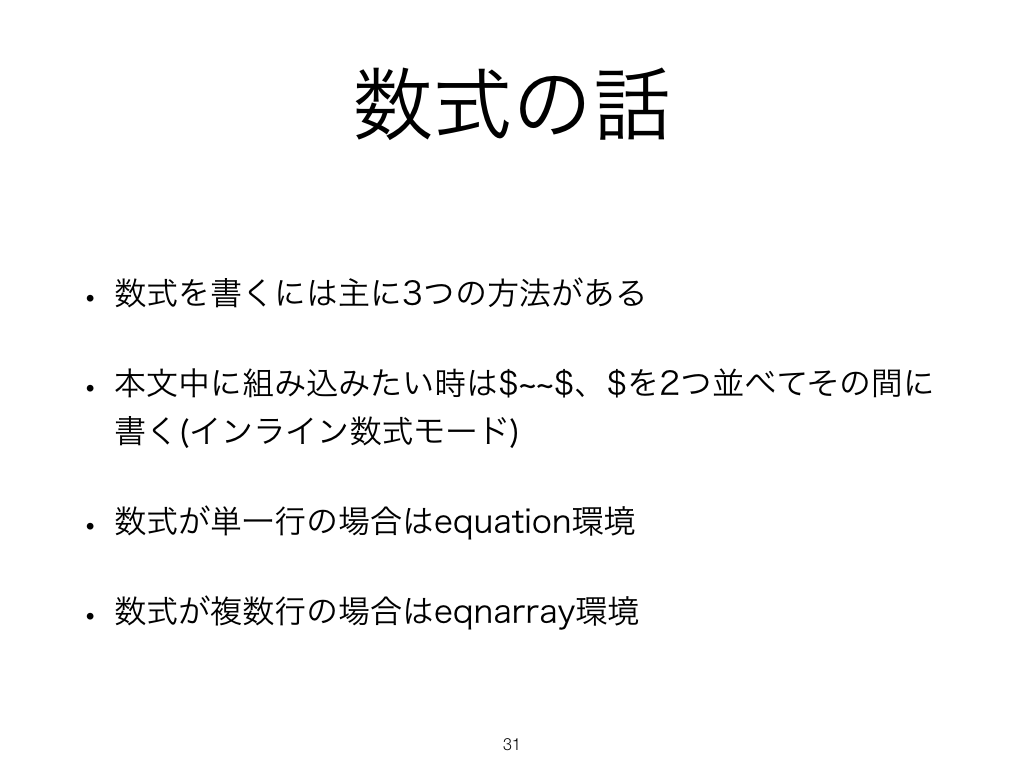 数式の話
• 数式を書くには主に3つの方法がある
• 本文中に組み込みたい時は$~~$、$を2つ並べてその間に
書く(インライン数式モード)
• 数式が単一行の場合はequation環境
• 数式が複数行の場合はeqnarray環境
31